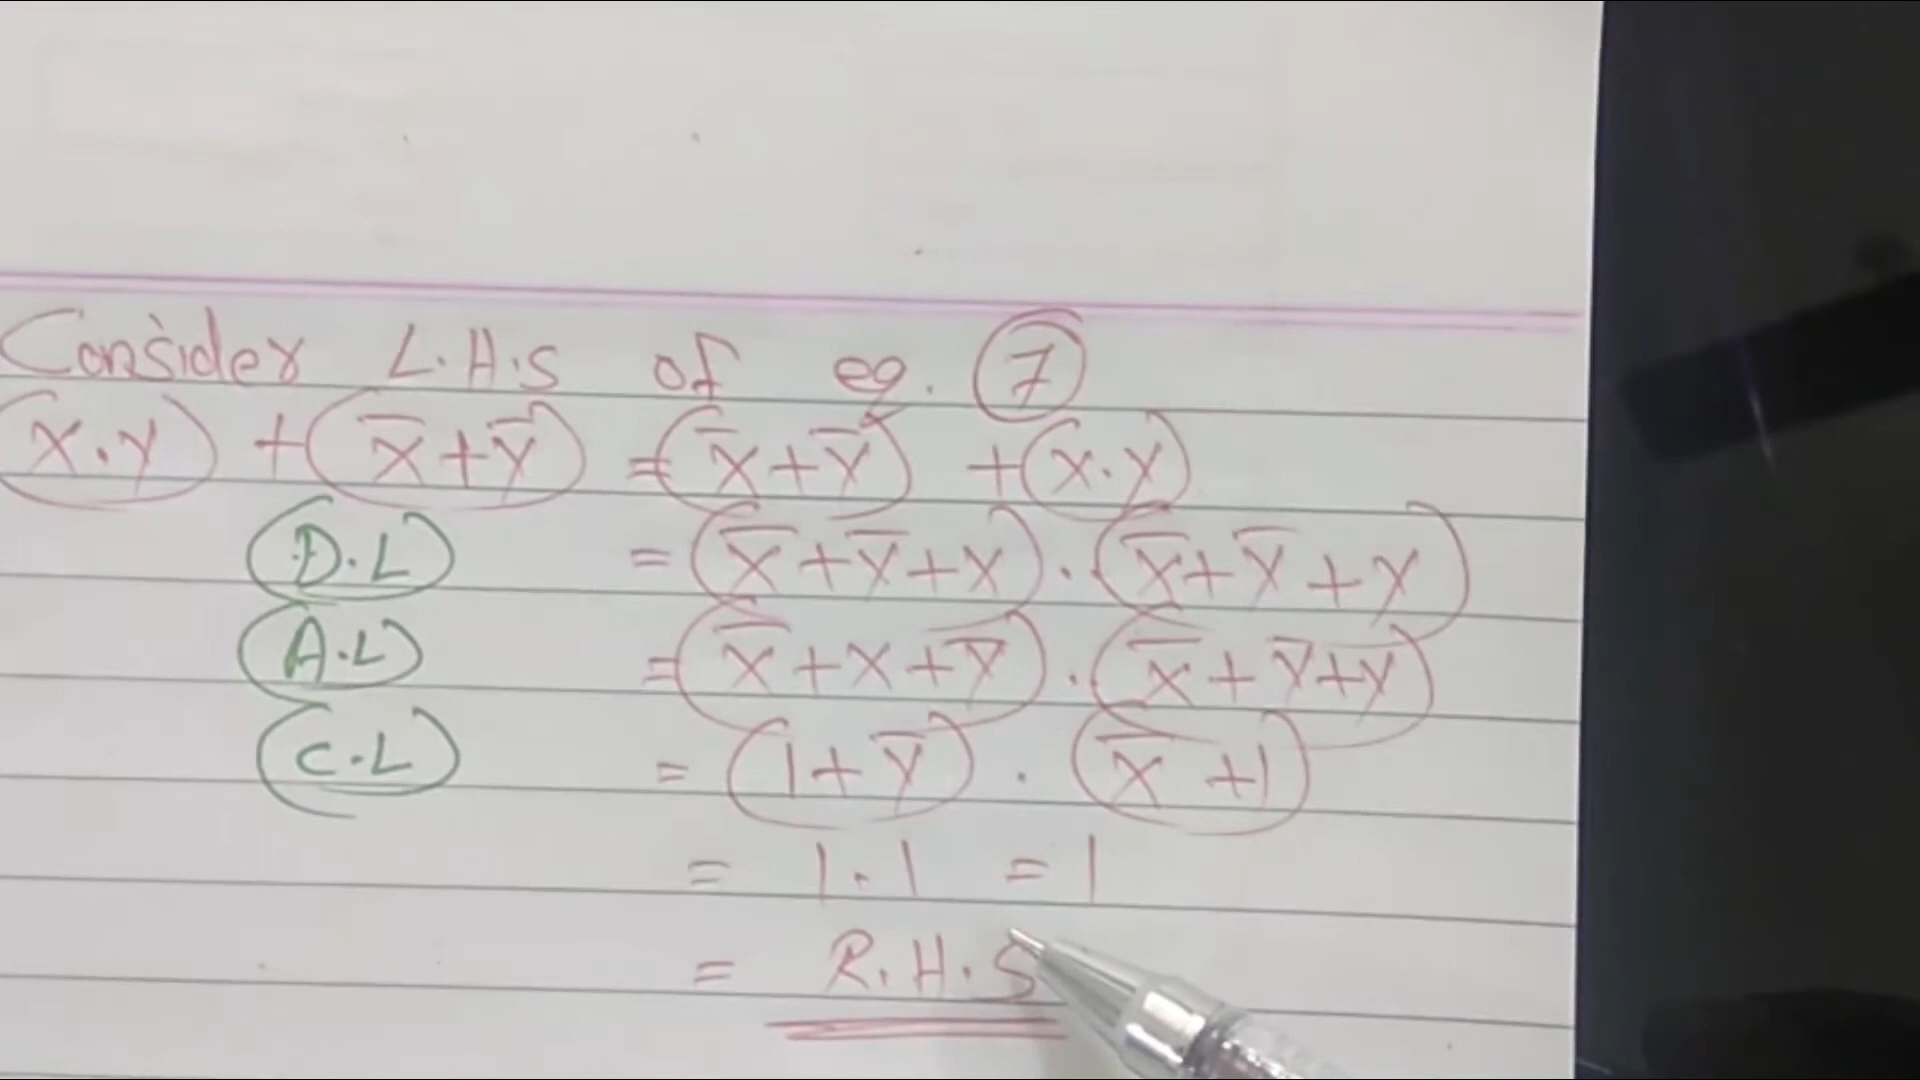 Consider L.H.S of eq. 7
(X.Y) + (X̅+Y̅) = (X̅+Y̅) + (X.Y)
D.L = (X̅+Y̅+X).(X̅+Y̅+Y)
A.L = (X̅+X+Y̅).(X̅+Y̅+Y)
C.L = (1+Y̅).(X̅+1)
= 1.1 = 1
= R.H.S